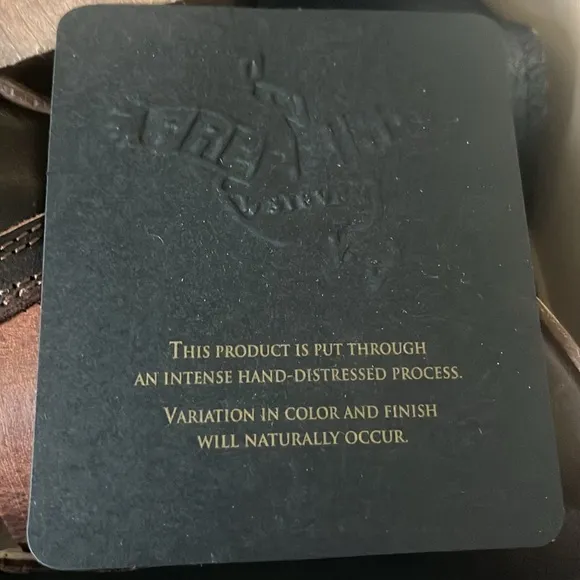 THIS PRODUCT IS PUT THROUGH
AN INTENSE HAND-DISTRESSED PROCESS.
VARIATION IN COLOR AND FINISH
WILL NATURALLY OCCUR.